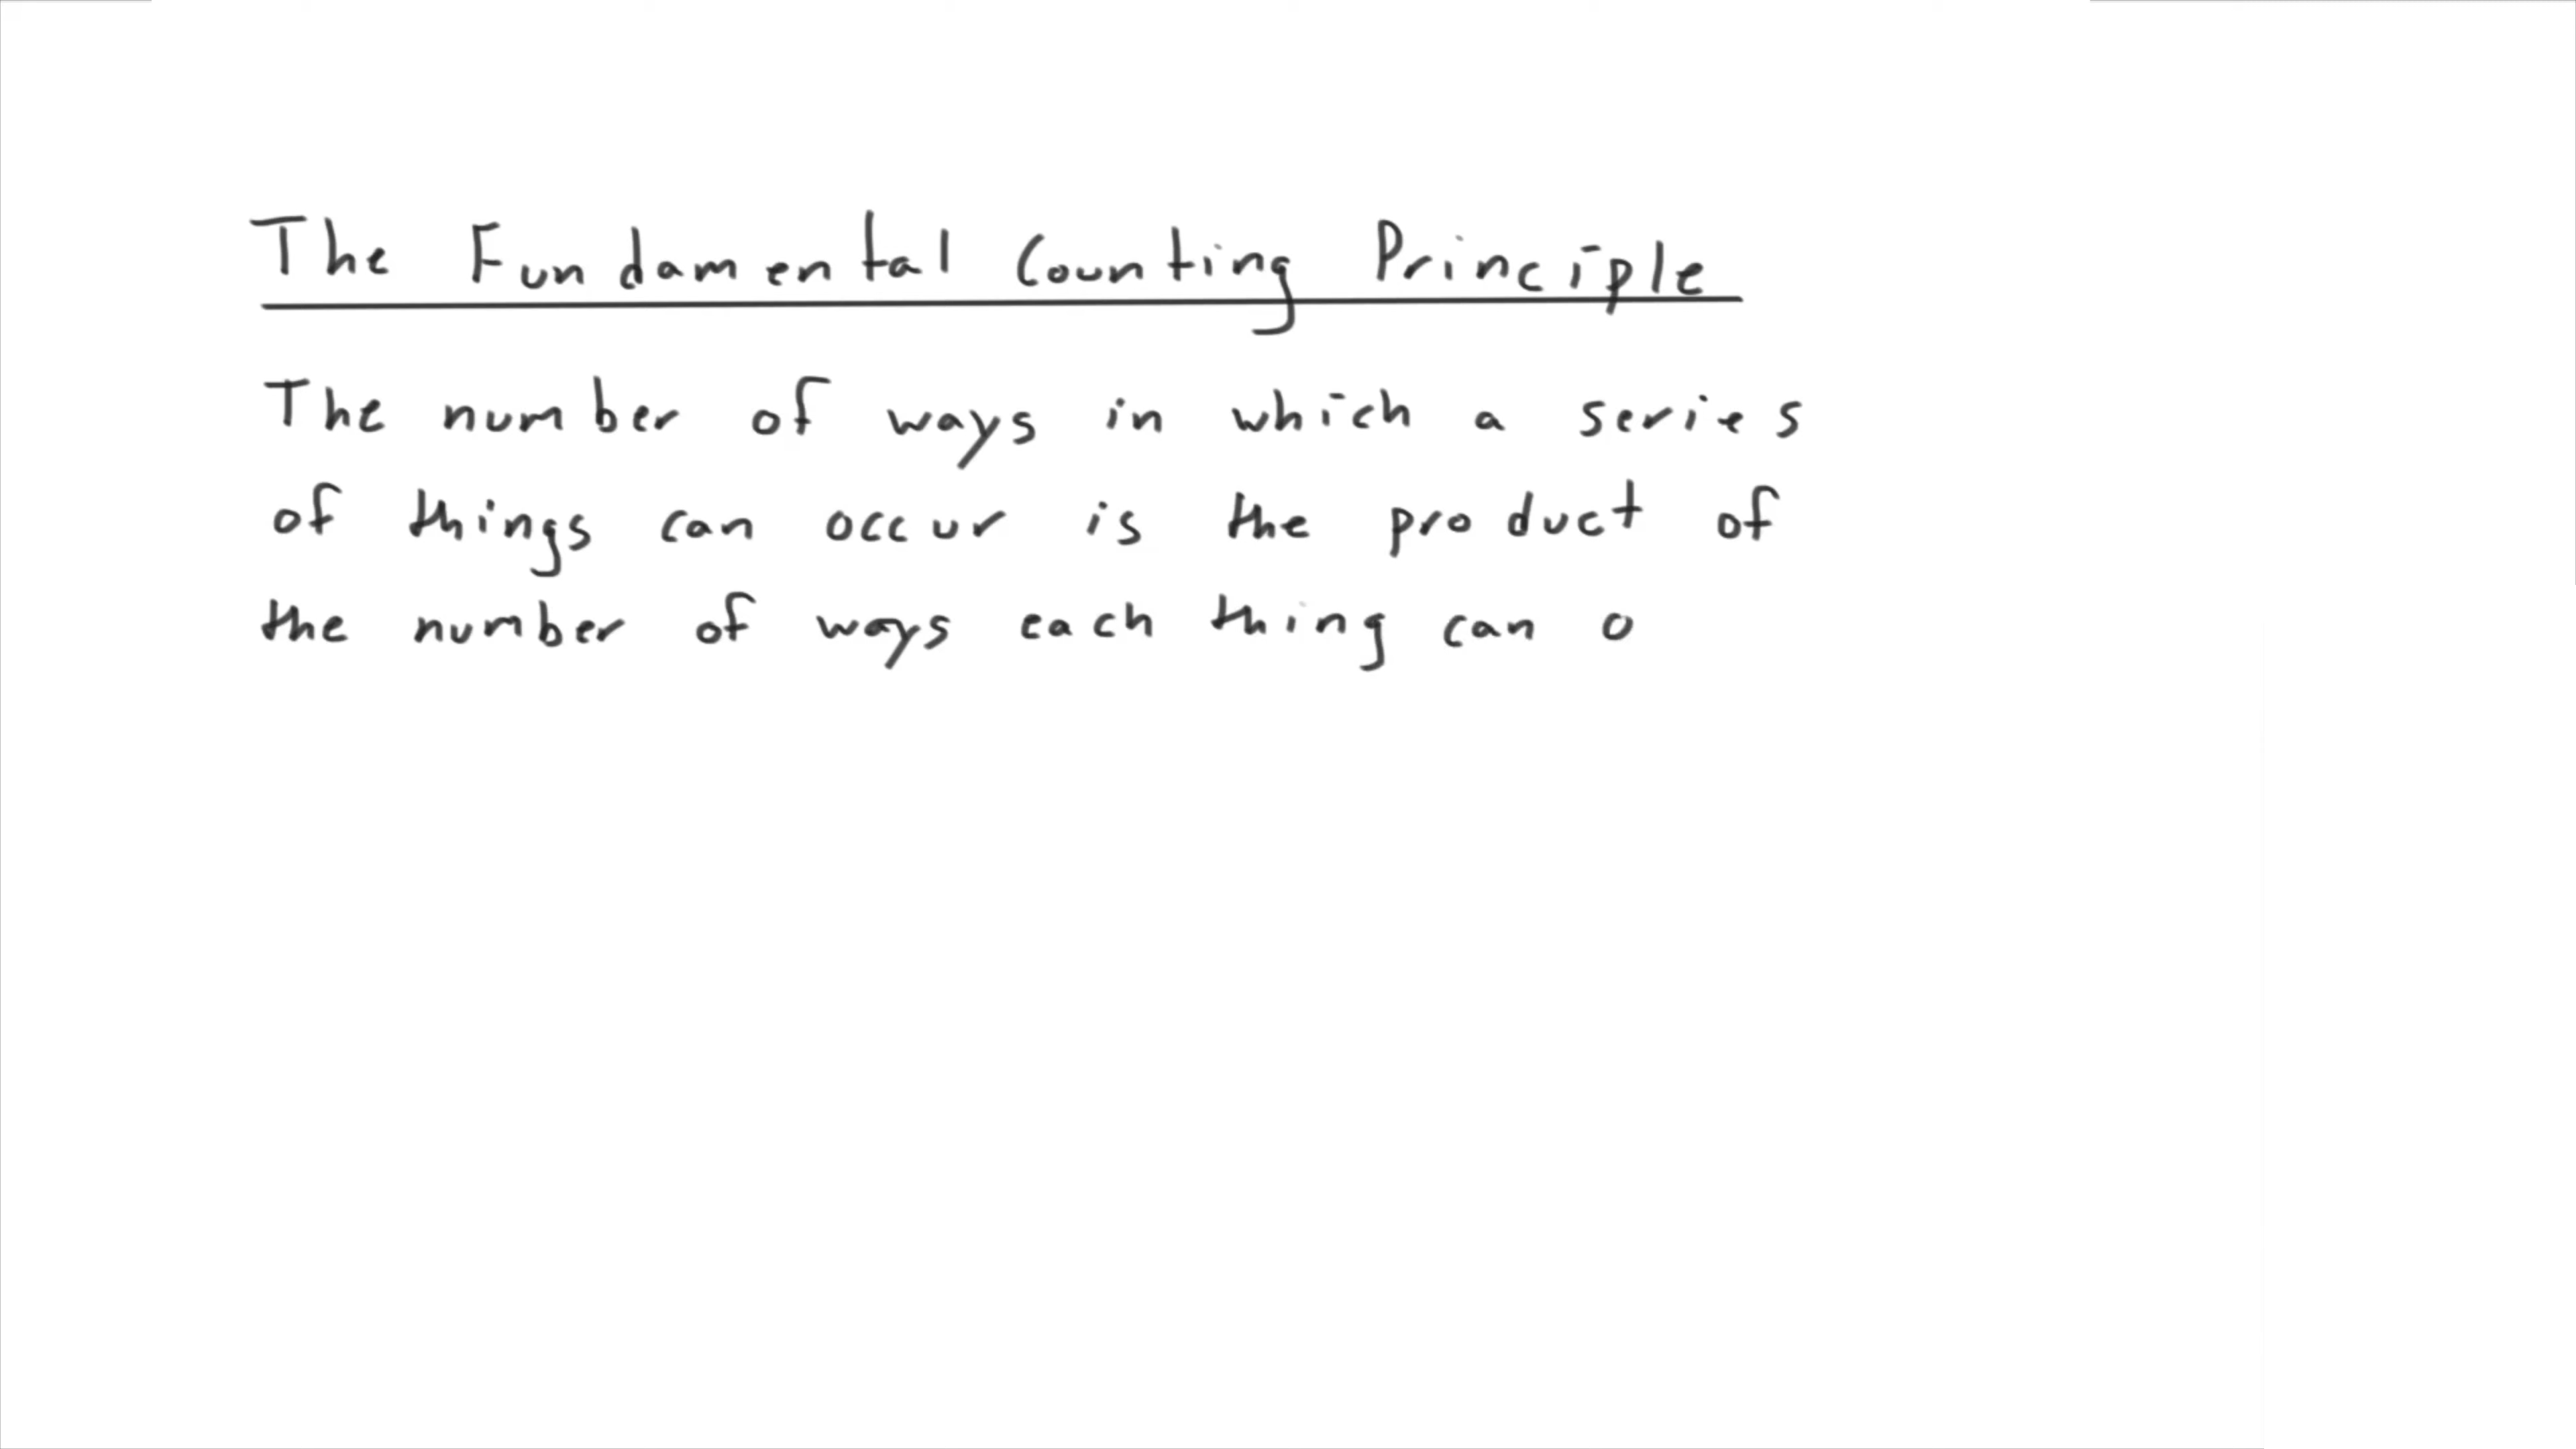 The Fundamental Counting Principle
The number of ways in which a series
of things can occur is the product of
the number of ways each thing can o